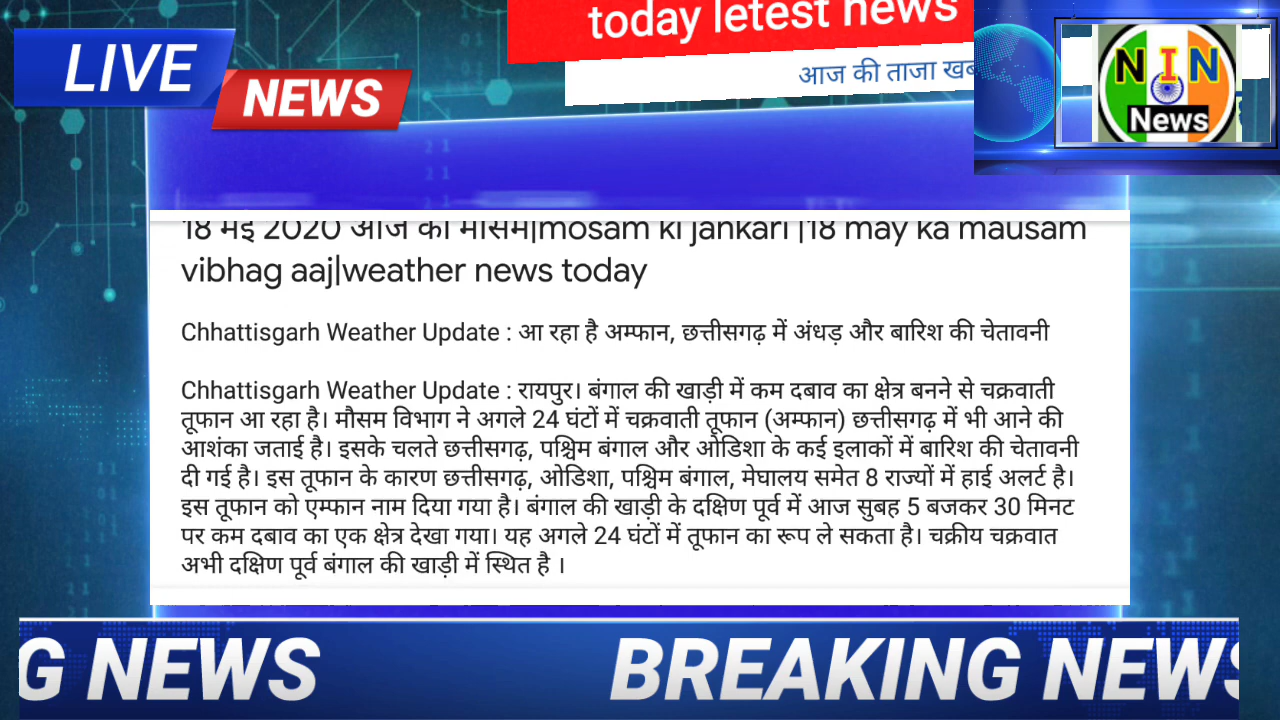 today letest news
आज की ताजा
LIVE
NEWS
NIN
News
18 मई 2020 आज का मौसम|mosam ki jankari |18 may ka mausam
vibhag aaj|weather news today
Chhattisgarh Weather Update : आ रहा है अम्फान, छत्तीसगढ़ में अंधड़ और बारिश की चेतावनी
Chhattisgarh Weather Update : रायपुर। बंगाल की खाड़ी में कम दबाव का क्षेत्र बनने से चक्रवाती
तूफान आ रहा है। मौसम विभाग ने अगले 24 घंटों में चक्रवाती तूफान (अम्फान) छत्तीसगढ़ में भी आने की
आशंका जताई है। इसके चलते छत्तीसगढ़, पश्चिम बंगाल और ओडिशा के कई इलाकों में बारिश की चेतावनी
दी गई है। इस तूफान के कारण छत्तीसगढ़, ओडिशा, पश्चिम बंगाल, मेघालय समेत 8 राज्यों में हाई अलर्ट है।
इस तूफान को एम्फान नाम दिया गया है। बंगाल की खाड़ी के दक्षिण पूर्व में आज सुबह 5 बजकर 30 मिनट
पर कम दबाव का एक क्षेत्र देखा गया। यह अगले 24 घंटों में तूफान का रूप ले सकता है। चक्रीय चक्रवात
अभी दक्षिण पूर्व बंगाल की खाड़ी में स्थित है ।
G NEWS BREAKING NEWS